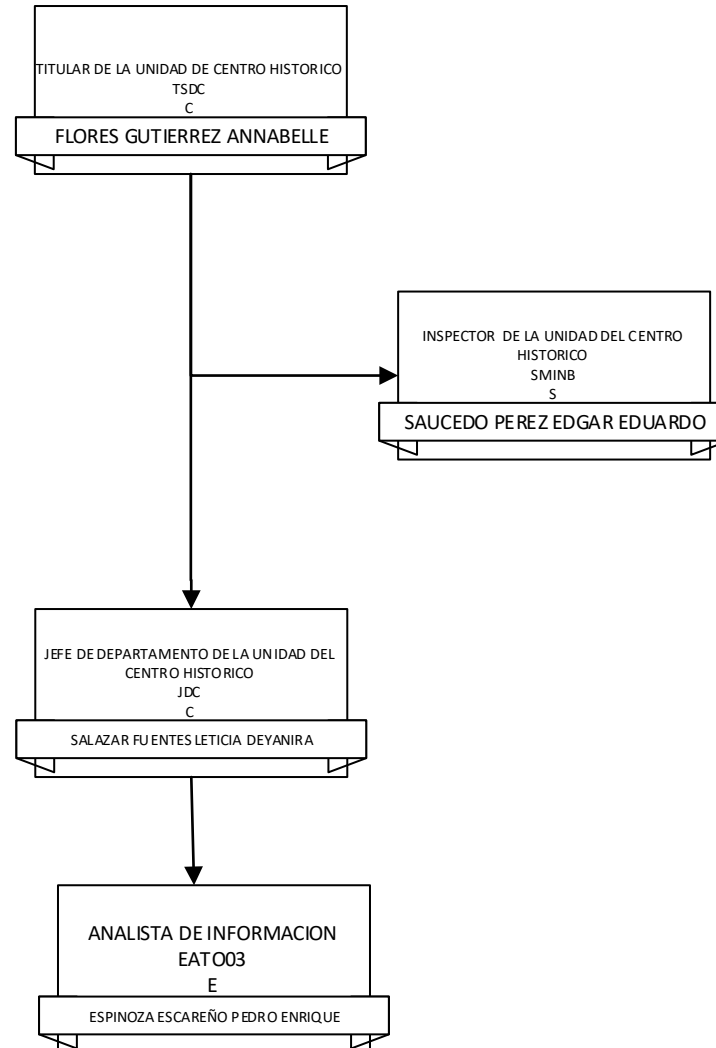 TITULAR DE LA UNIDAD DE CENTRO HISTORICO
TSDC
C
FLORES GUTIERREZ ANNABELLE
INSPECTOR DE LA UNIDAD DEL CENTRO
HISTORICO
SMINB
S
SAUCEDO PEREZ EDGAR EDUARDO
JEFE DE DEPARTAMENTO DE LA UNIDAD DEL
CENTRO HISTORICO
JDC
C
SALAZAR FUENTES LETICIA DEYANIRA
ANALISTA DE INFORMACION
EATO03
E
ESPINOZA ESCAREÑO PEDRO ENRIQUE